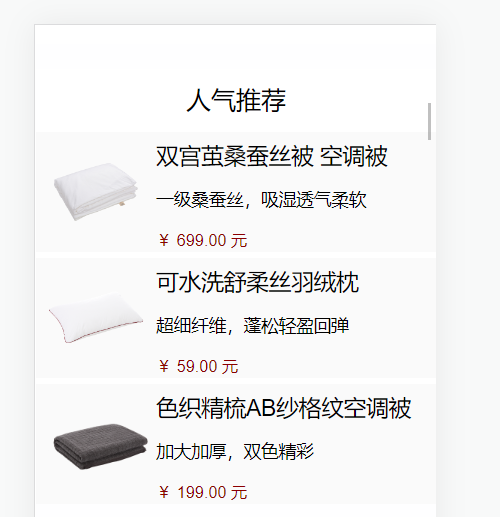 人气推荐
双宫茧桑蚕丝被 空调被
一级桑蚕丝，吸湿透气柔软
￥ 699.00 元
可水洗舒柔丝羽绒枕
超细纤维，蓬松轻盈回弹
￥ 59.00 元
色织精梳AB纱格纹空调被
加大加厚，双色精彩
￥ 199.00 元